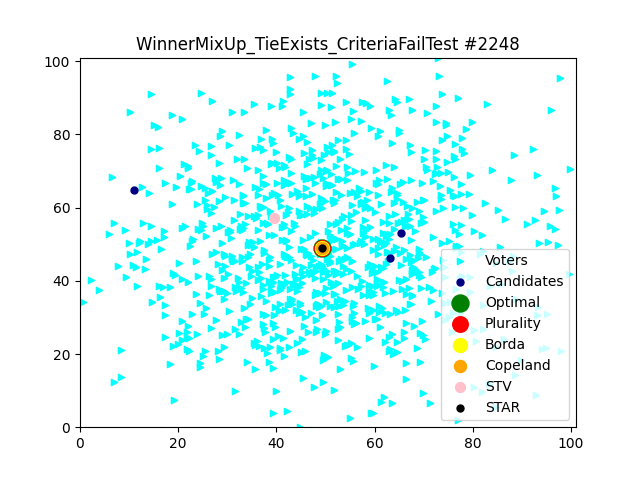 WinnerMixUp_TieExists_CriteriaFailTest #2248
100
80
60
40
20
0
0 20 40 60 80 100
Voters
Candidates
Optimal
Plurality
Borda
Copeland
STV
STAR